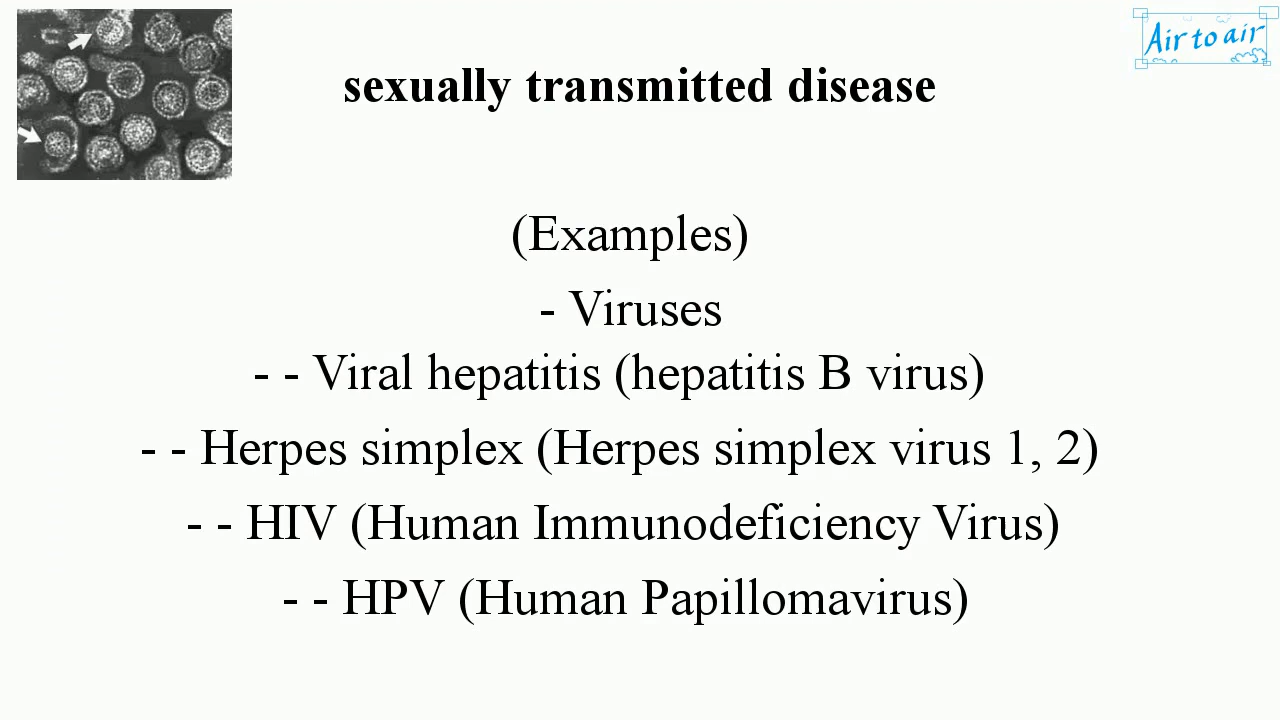 Air to air
sexually transmitted disease
(Examples)
- Viruses
- - Viral hepatitis (hepatitis B virus)
- - Herpes simplex (Herpes simplex virus 1, 2)
- - HIV (Human Immunodeficiency Virus)
- - HPV (Human Papillomavirus)